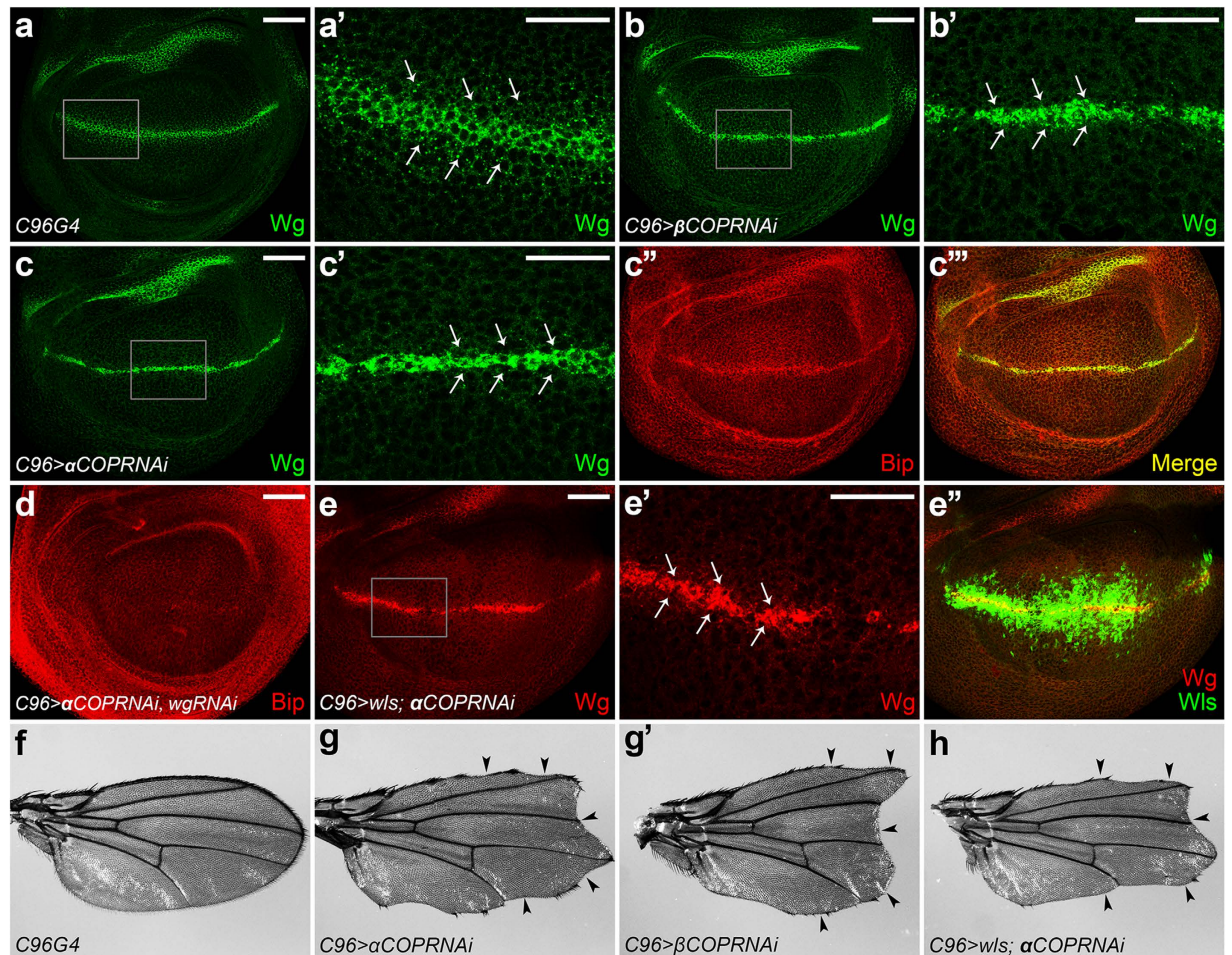 a
C96G4
Wg
a'
Wg
b
C96>βCOPRNAi
Wg
b'
Wg
c
C96>αCOPRNAi
Wg
c'
Wg
c"
Bip
c'''
Merge
d
C96>αCOPRNAi, wgRNAi
Bip
e
C96>wls; αCOPRNAi
Wg
e'
Wg
e"
Wg
Wls
f
C96G4
g
C96>αCOPRNAi
g'
C96>βCOPRNAi
h
C96>wls; αCOPRNAi